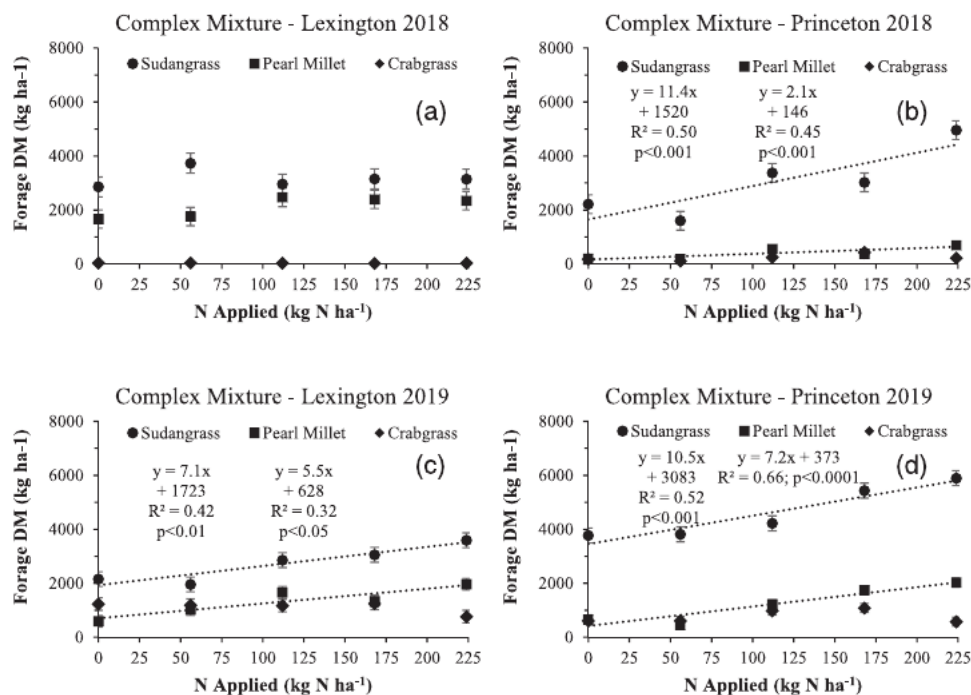 Complex Mixture - Lexington 2018
8000
● Sudangrass ■ Pearl Millet ◆ Crabgrass
6000
(a)
4000
2000
0
Forage DM (kg ha-1)
0 25 50 75 100 125 150 175 200 225
N Applied (kg N ha⁻¹)
Complex Mixture - Princeton 2018
8000
● Sudangrass ■ Pearl Millet ◆ Crabgrass
y = 11.4x
+ 1520
R² = 0.50
p<0.001
y = 2.1x
+ 146
R² = 0.45
p<0.001
(b)
6000
4000
2000
0
Forage DM (kg ha-1)
0 25 50 75 100 125 150 175 200 225
N Applied (kg N ha⁻¹)
Complex Mixture - Lexington 2019
8000
● Sudangrass ■ Pearl Millet ◆ Crabgrass
y = 7.1x
+ 1723
R² = 0.42
p<0.01
y = 5.5x
+ 628
R² = 0.32
p<0.05
(c)
6000
4000
2000
0
Forage DM (kg ha-1)
0 25 50 75 100 125 150 175 200 225
N Applied (kg N ha⁻¹)
Complex Mixture - Princeton 2019
8000
● Sudangrass ■ Pearl Millet ◆ Crabgrass
y = 10.5x
+ 3083
R² = 0.52
p<0.001
y = 7.2x + 373
R² = 0.66; p<0.0001
(d)
6000
4000
2000
0
Forage DM (kg ha-1)
0 25 50 75 100 125 150 175 200 225
N Applied (kg N ha⁻¹)